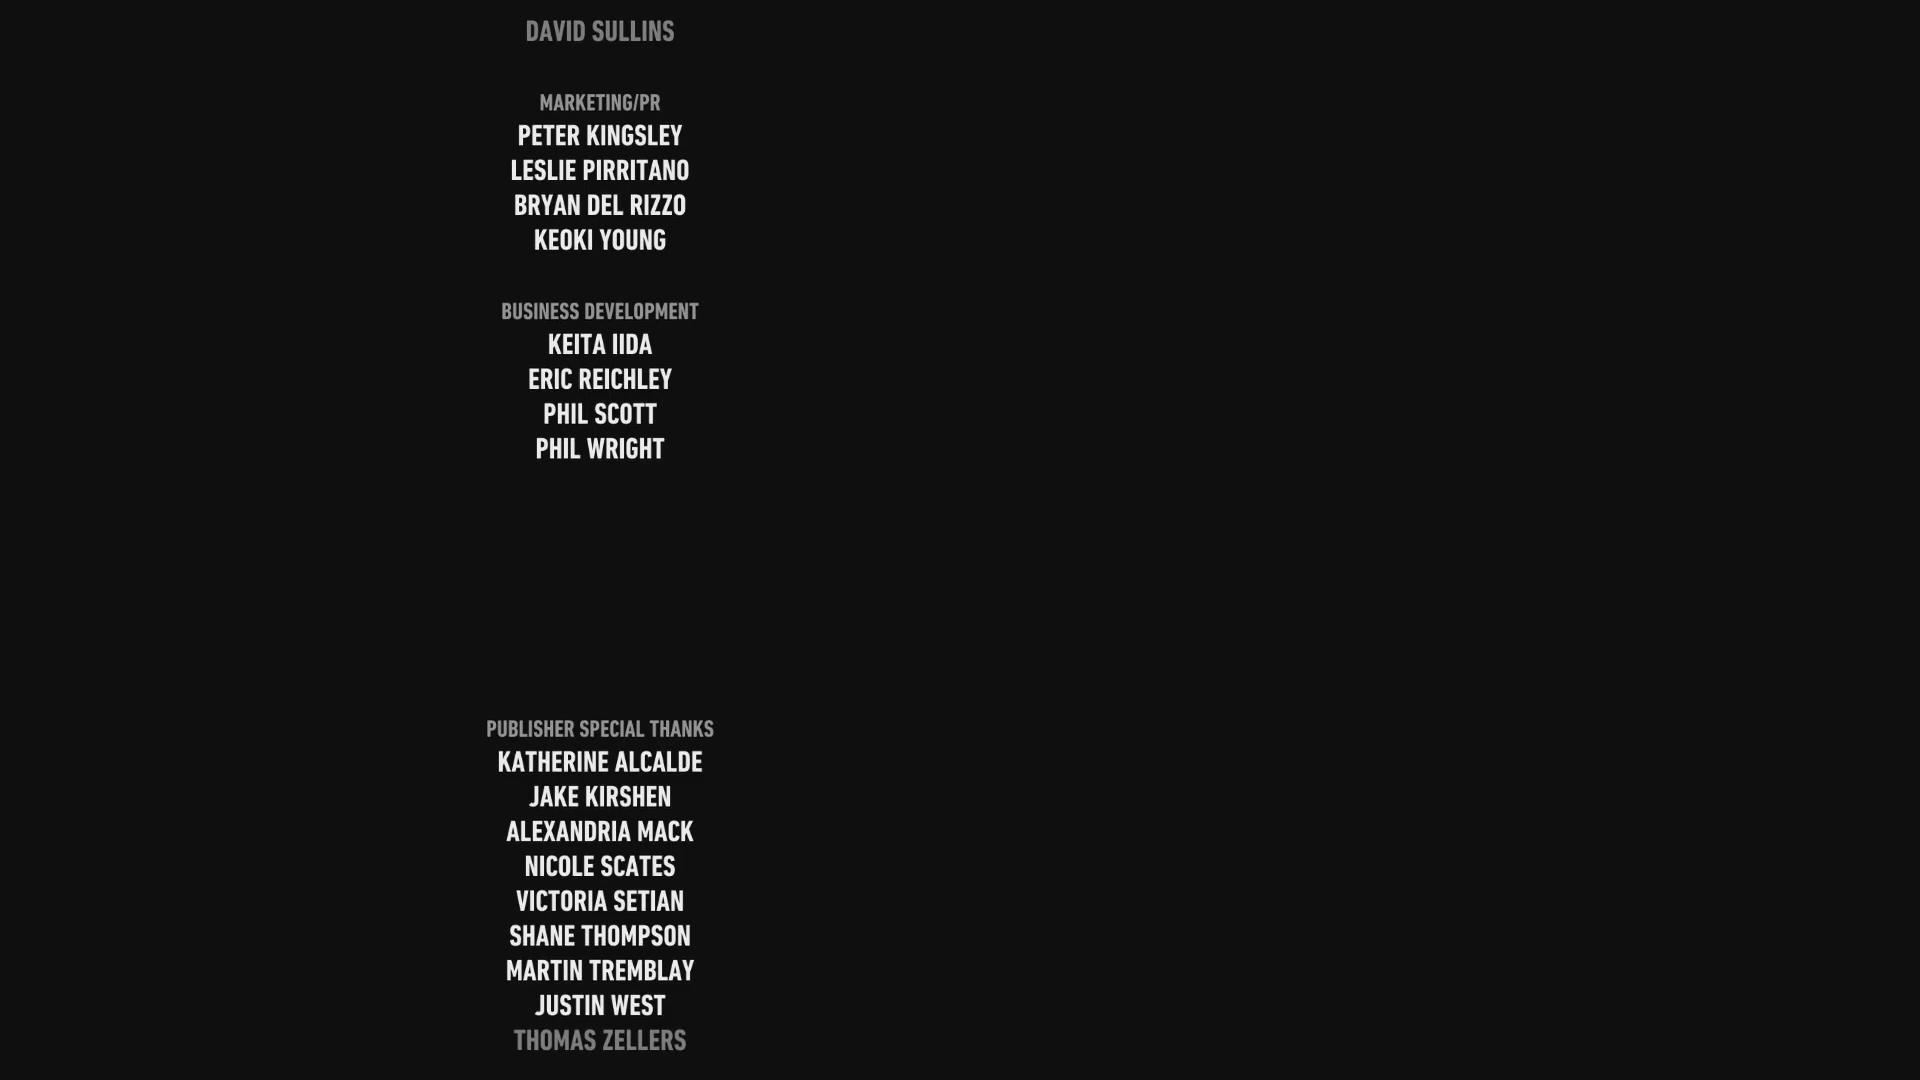 DAVID SULLINS
MARKETING/PR
PETER KINGSLEY
LESLIE PIRRITANO
BRYAN DEL RIZZO
KEOKI YOUNG
BUSINESS DEVELOPMENT
KEITA IIDA
ERIC REICHLEY
PHIL SCOTT
PHIL WRIGHT
PUBLISHER SPECIAL THANKS
KATHERINE ALCALDE
JAKE KIRSHEN
ALEXANDRIA MACK
NICOLE SCATES
VICTORIA SETIAN
SHANE THOMPSON
MARTIN TREMBLAY
JUSTIN WEST
THOMAS ZELLERS